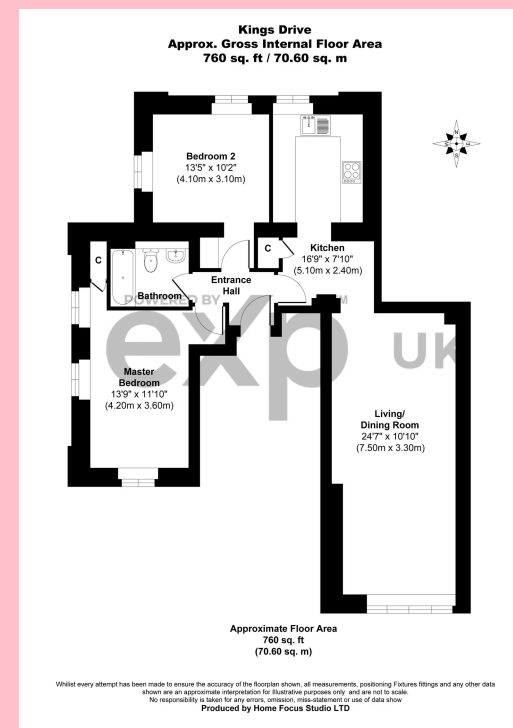 Kings Drive
Approx. Gross Internal Floor Area
760 sq. ft / 70.60 sq. m
Bedroom 2
13'5" x 10'2"
(4.10m x 3.10m)
C
Kitchen
16'9" x 7'10"
(5.10m x 2.40m)
C
Entrance
Hall
Bathroom
POWERED BY
exp UK
Master
Bedroom
13'9" x 11'10"
(4.20m x 3.60m)
Living/
Dining Room
24'7" x 10'10"
(7.50m x 3.30m)
Approximate Floor Area
760 sq. ft
(70.60 sq. m)
Whilist every attempt has been made to ensure the accuracy of the floorplan shown, all measurements, positioning Fixtures fittings and any other data
shown are an approximate interpretation for Illustrative purposes only and are not to scale.
No responsibility is taken for any errors, omission, miss-statement or use of data show
Produced by Home Focus Studio LTD